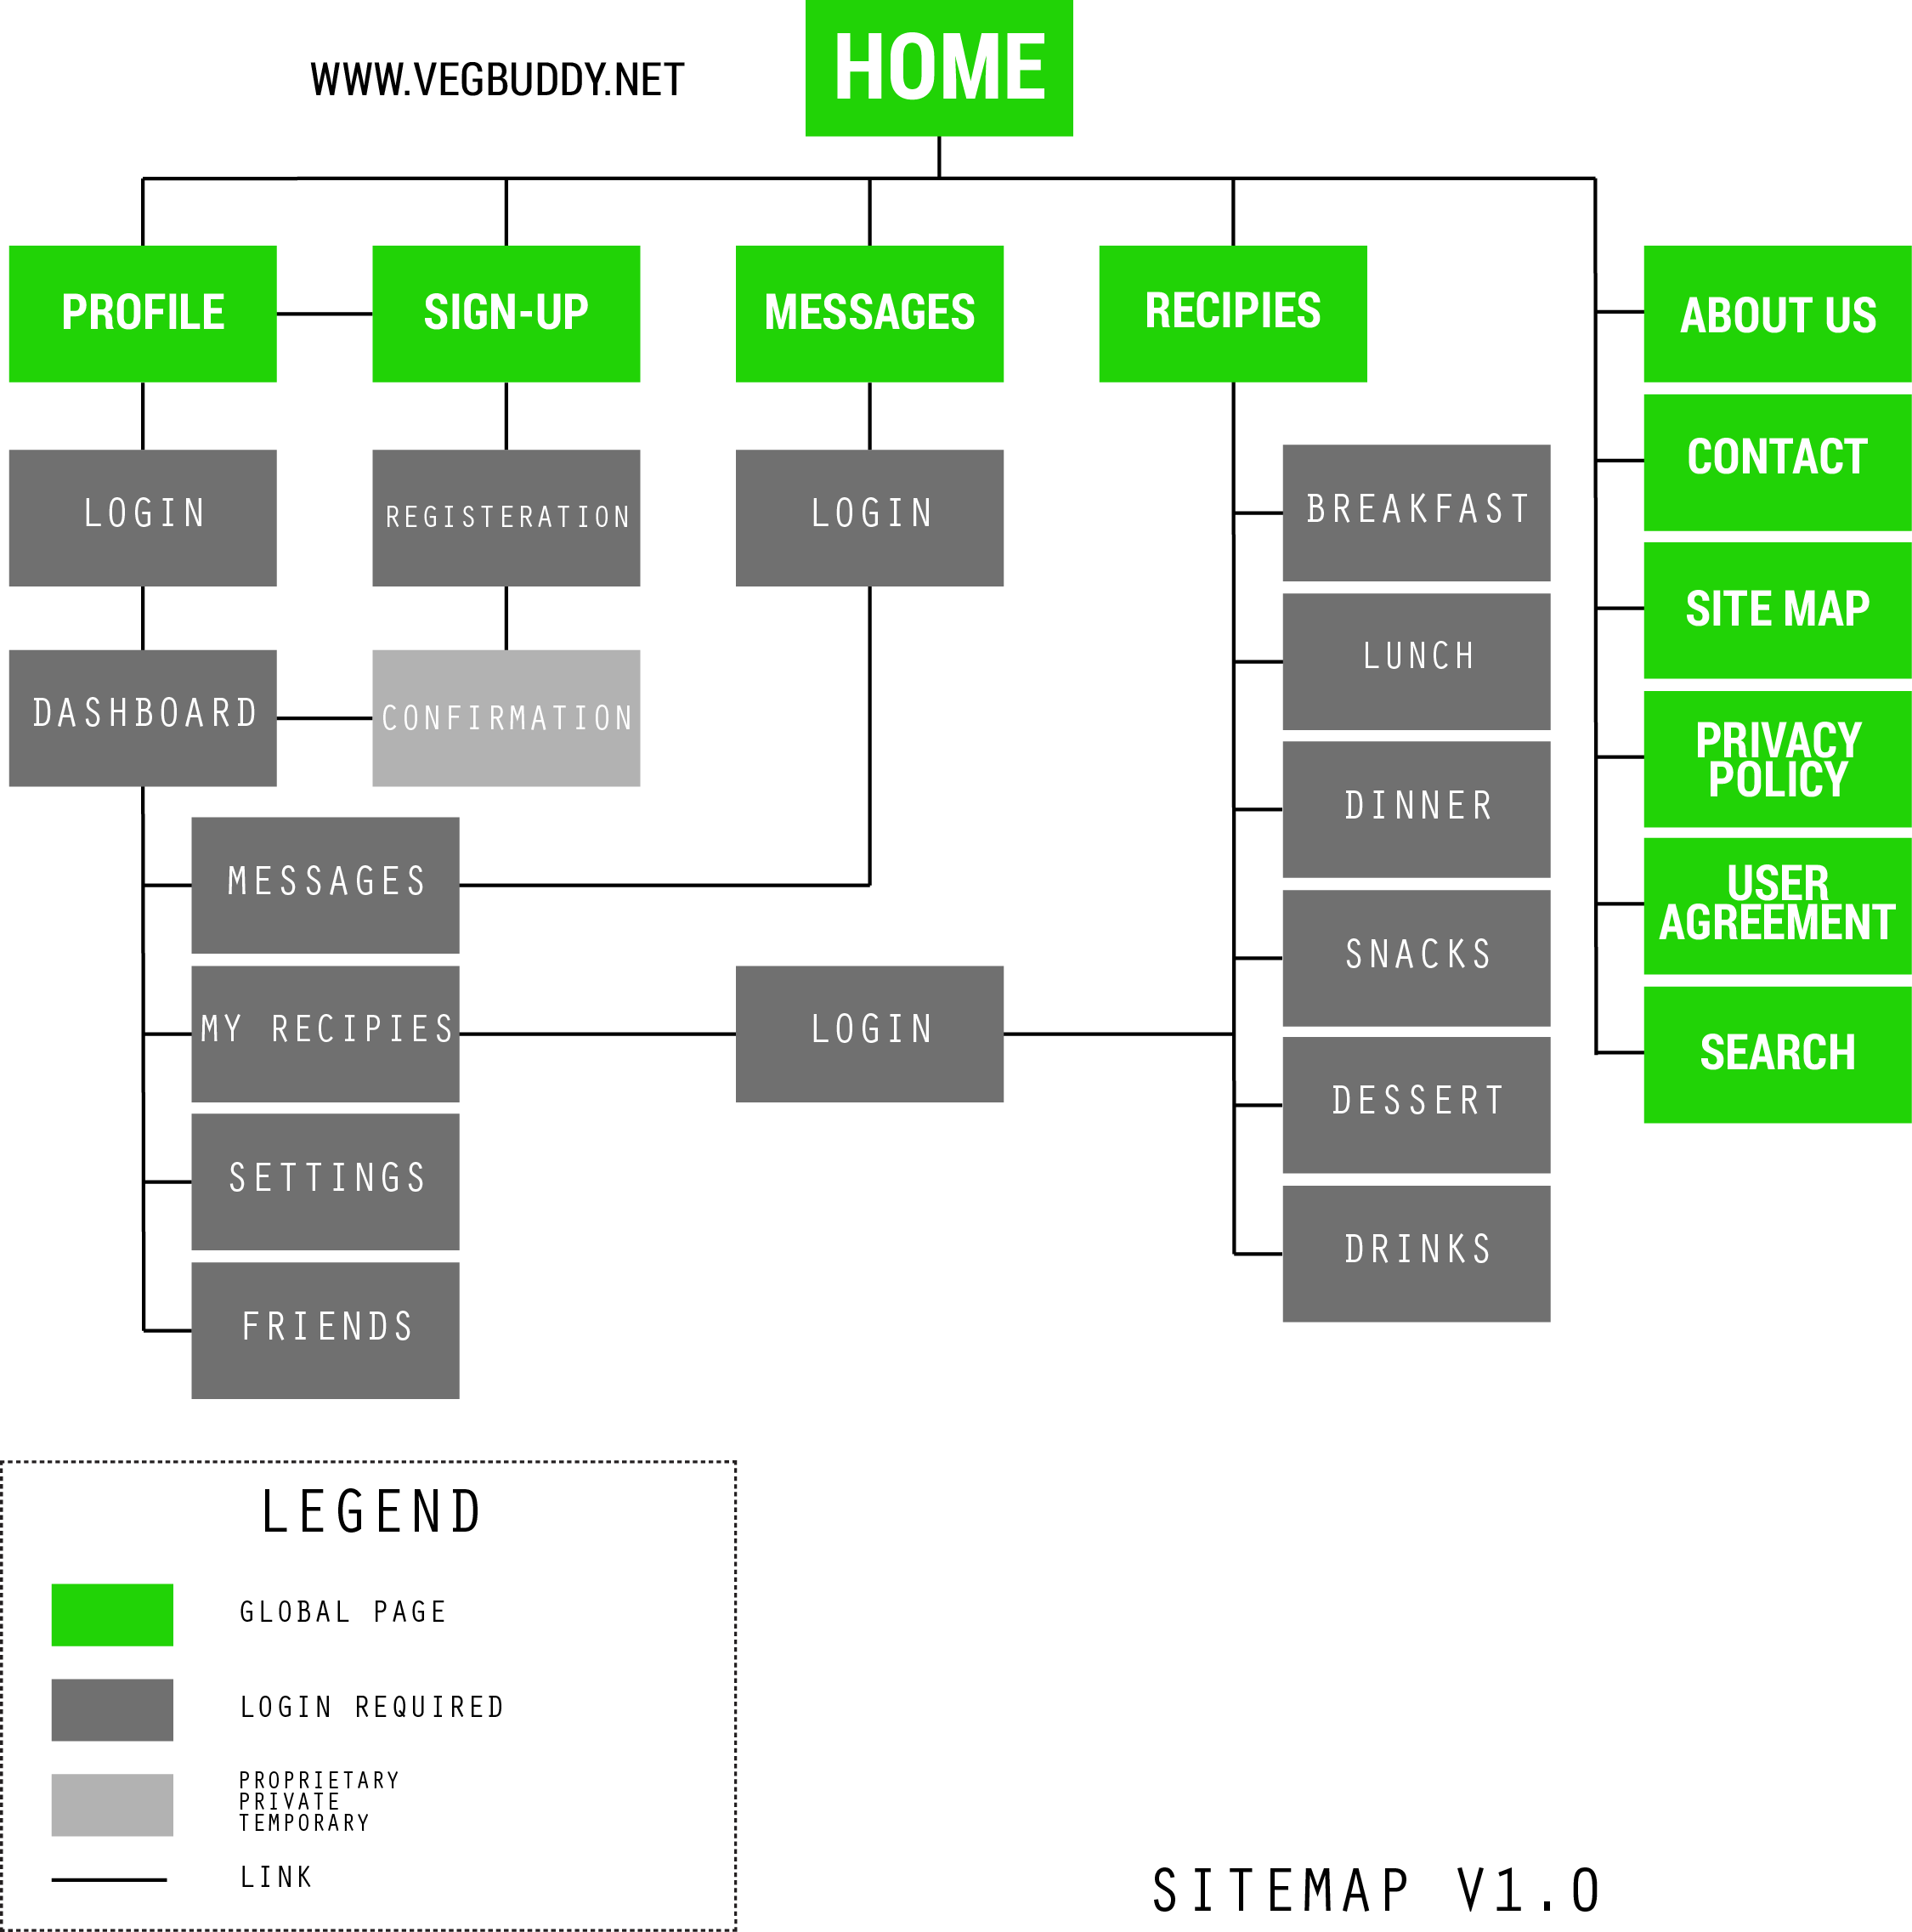 WWW.VEGBUDDY.NET
HOME
PROFILE
SIGN-UP
MESSAGES
RECIPIES
ABOUT US
CONTACT
SITE MAP
PRIVACY
POLICY
USER
AGREEMENT
SEARCH
LOGIN
REGISTERATION
LOGIN
DASHBOARD
CONFIRMATION
MESSAGES
MY RECIPIES
LOGIN
SETTINGS
FRIENDS
BREAKFAST
LUNCH
DINNER
SNACKS
DESSERT
DRINKS
LEGEND
GLOBAL PAGE
LOGIN REQUIRED
PROPRIETARY
PRIVATE
TEMPORARY
LINK
SITEMAP V1.0